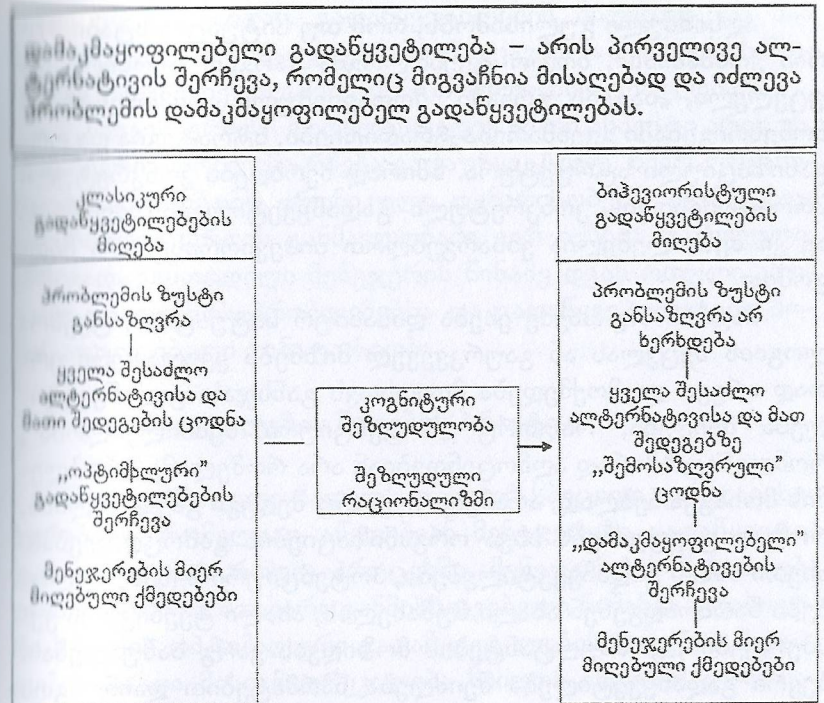 დამაკმაყოფილებელი გადაწყვეტილება – არის პირველივე ალ-
ტერნატივის შერჩევა, რომელიც მიგვაჩნია მისაღებად და იძლევა
პრობლემის დამაკმაყოფილებელ გადაწყვეტილებას.
კლასიკური
გადაწყვეტილებების
მიღება
პრობლემის ზუსტი
განსაზღვრა
ყველა შესაძლო
ალტერნატივისა და
მათი შედეგების ცოდნა
,,ოპტიმალური”
გადაწყვეტილებების
შერჩევა
მენეჯერების მიერ
მიღებული ქმედებები
კოგნიტური
შეზღუდულობა
შეზღუდული
რაციონალიზმი
ბიჰევიორისტული
გადაწყვეტილების
მიღება
პრობლემის ზუსტი
განსაზღვრა არ
ხერხდება
ყველა შესაძლო
ალტერნატივისა და მათ
შედეგებზე
,,შემოსაზღვრული”
ცოდნა
,,დამაკმაყოფილებელი”
ალტერნატივების
შერჩევა
მენეჯერების მიერ
მიღებული ქმედებები